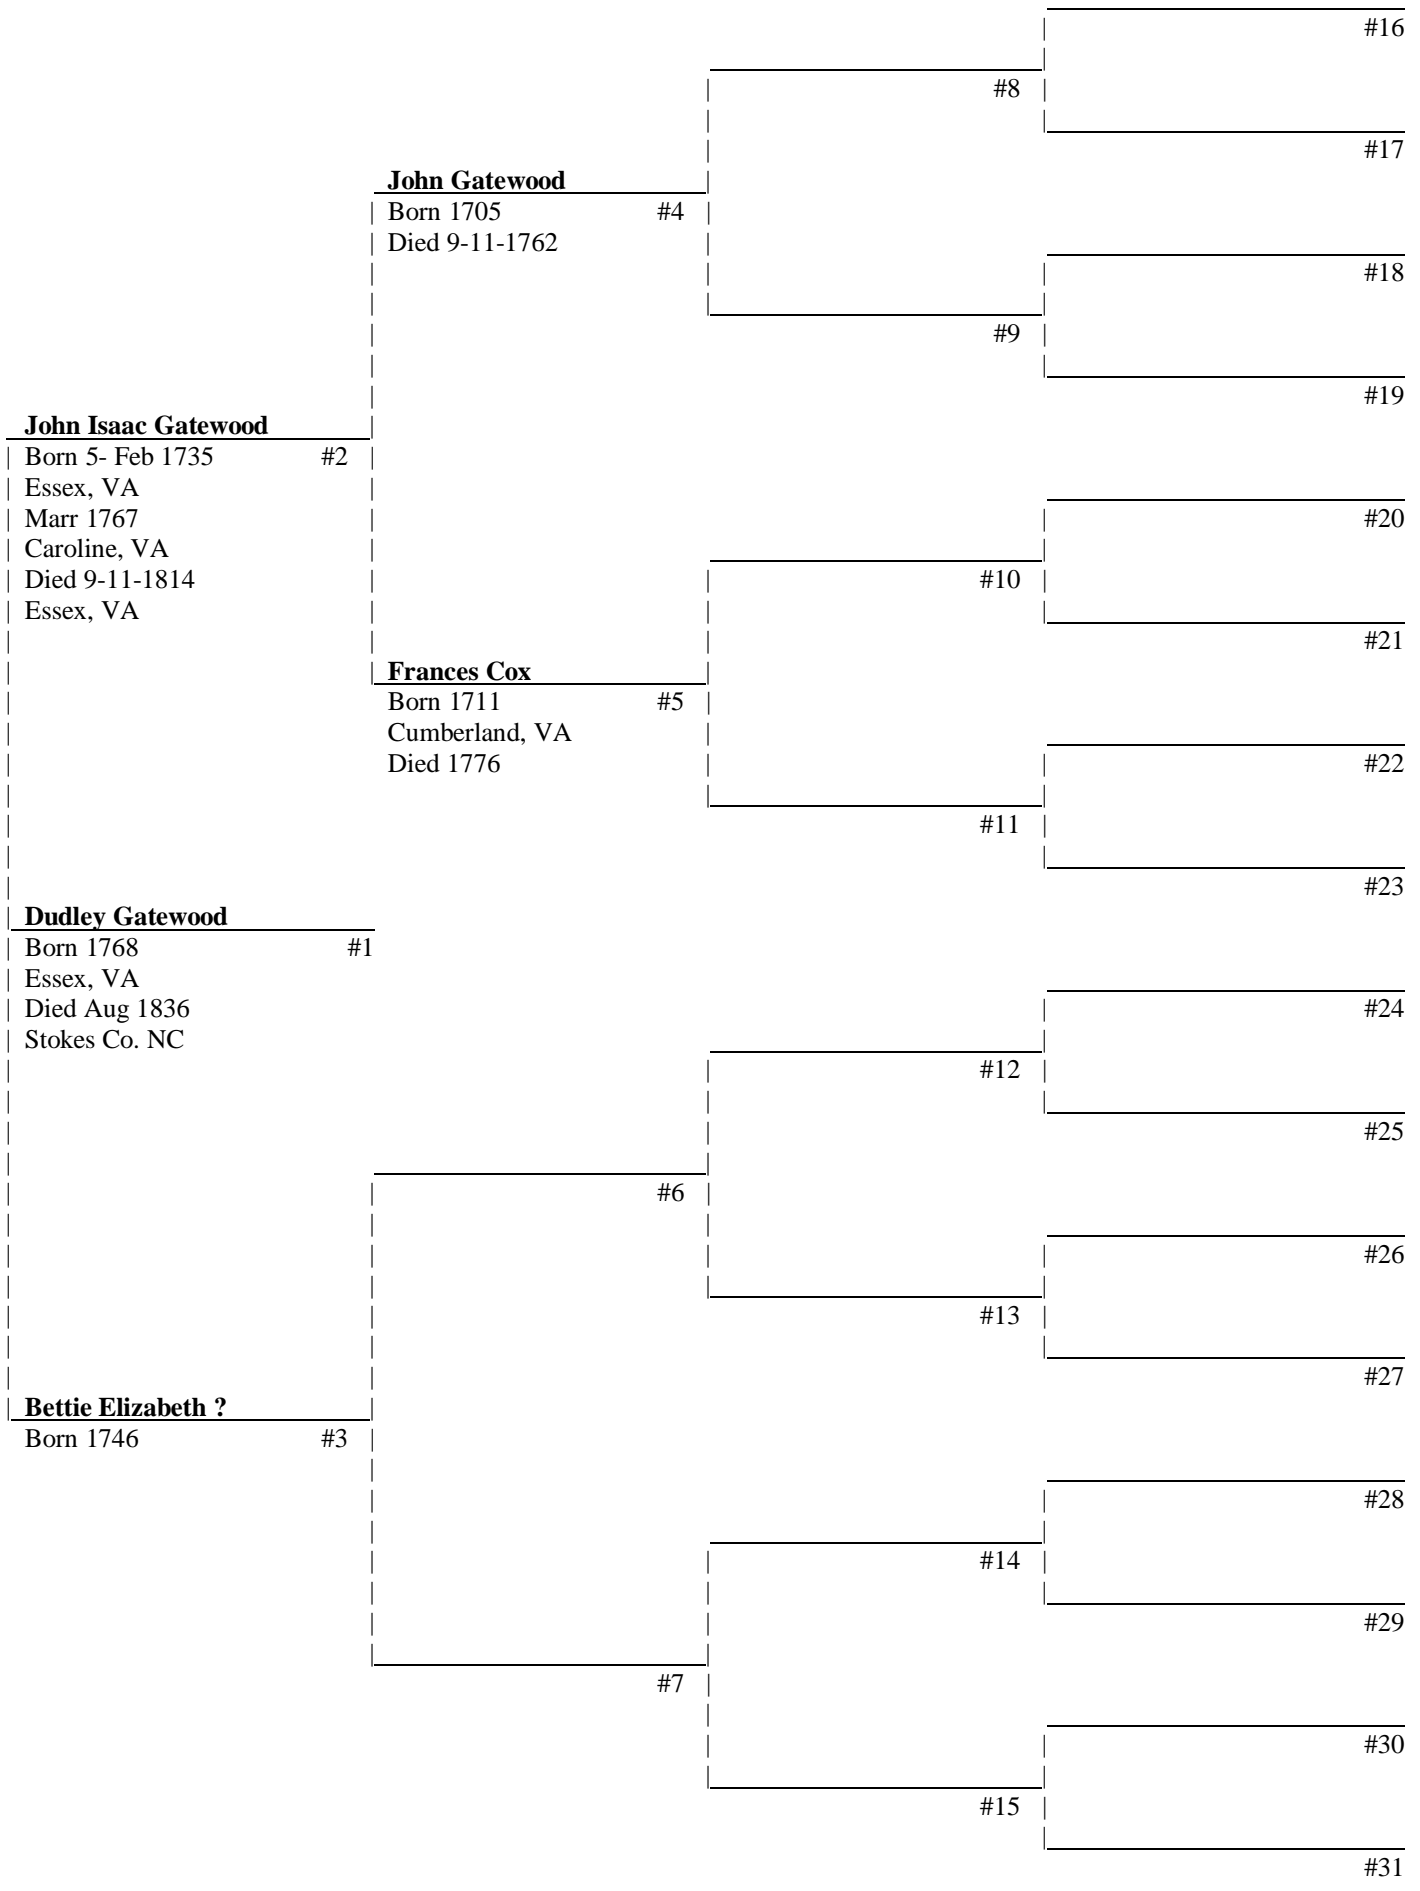 #16
#8
#17
John Gatewood
Born 1705 #4
Died 9-11-1762
#18
#9
#19
John Isaac Gatewood
Born 5- Feb 1735 #2
Essex, VA
Marr 1767
#20
Caroline, VA
Died 9-11-1814 #10
Essex, VA
#21
Frances Cox
Born 1711 #5
Cumberland, VA
Died 1776 #22
#11
#23
Dudley Gatewood
Born 1768 #1
Essex, VA
Died Aug 1836 #24
Stokes Co. NC
#12
#25
#6
#26
#13
#27
Bettie Elizabeth ?
Born 1746 #3
#28
#14
#29
#7
#30
#15
#31